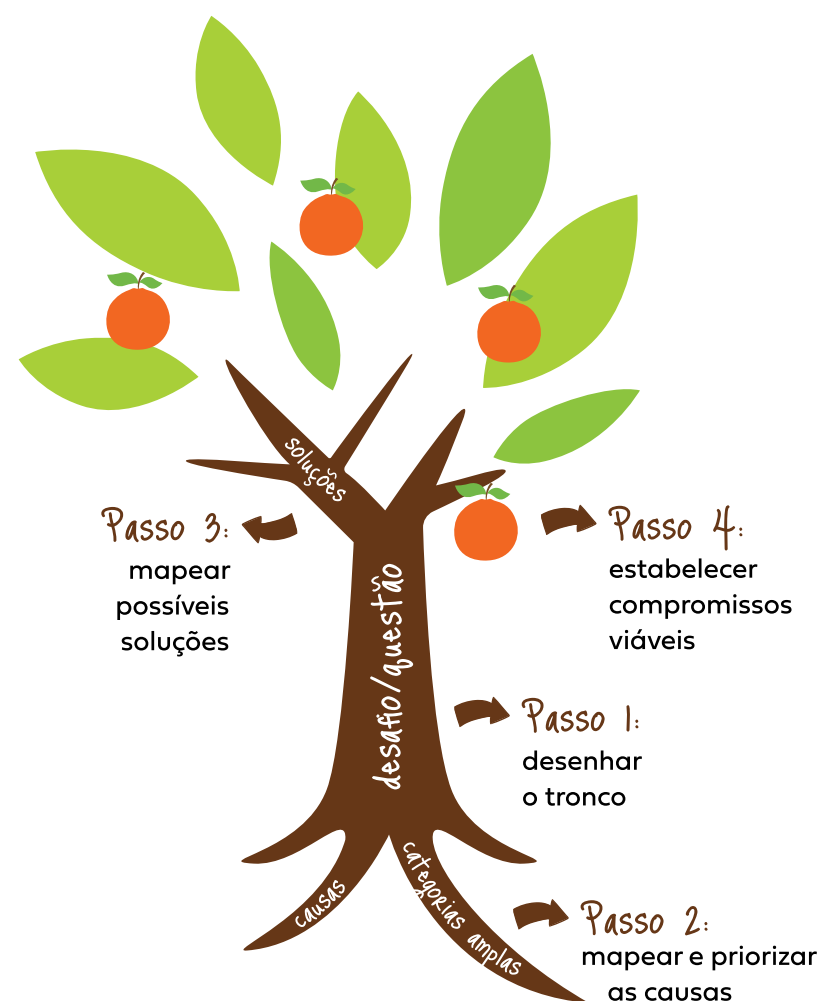 soluções
Passo 3:
mapear
possíveis
soluções
Passo 4:
estabelecer
compromissos
viáveis
desafio/questão
Passo 1:
desenhar
o tronco
causas
categorias amplas
Passo 2:
mapear e priorizar
as causas